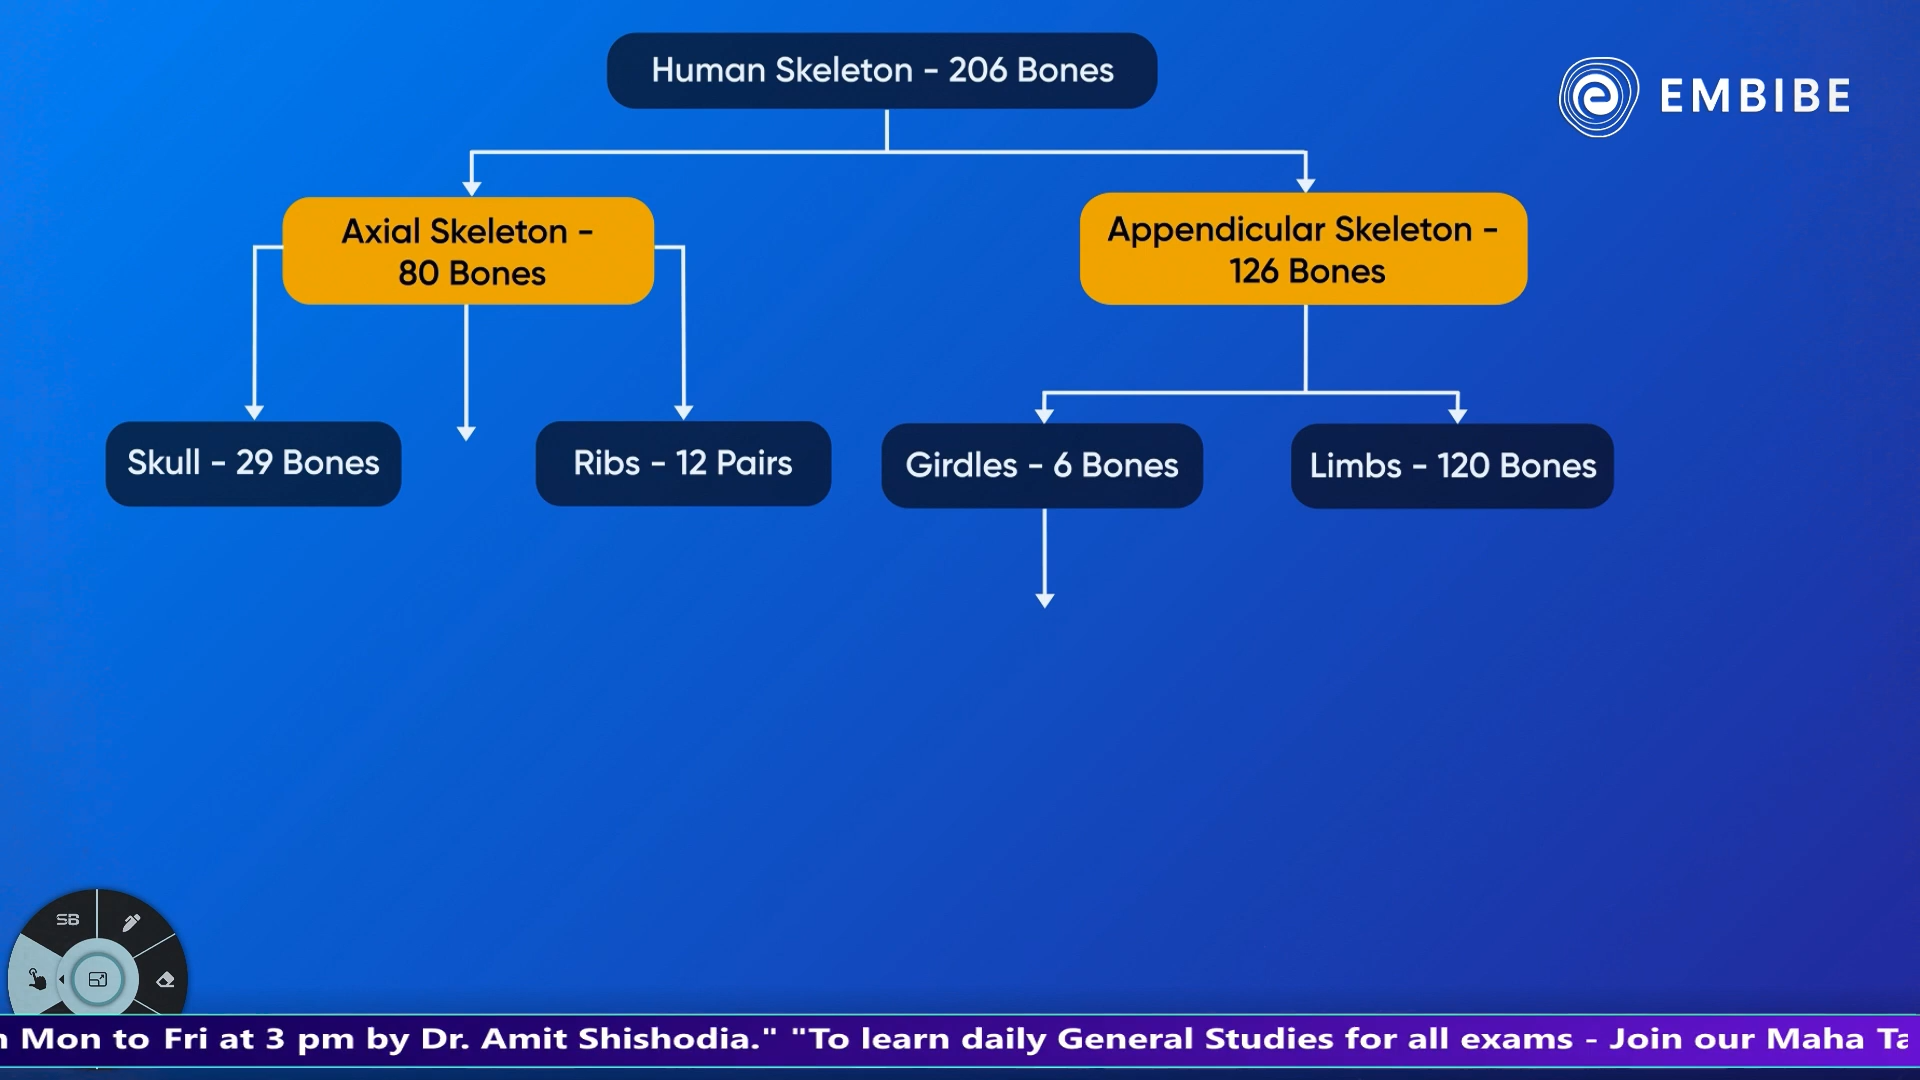 Human Skeleton - 206 Bones
EMBIBE
Axial Skeleton -
80 Bones
Appendicular Skeleton -
126 Bones
Skull - 29 Bones
Ribs - 12 Pairs
Girdles - 6 Bones
Limbs - 120 Bones
SB
Mon to Fri at 3 pm by Dr. Amit Shishodia." "To learn daily General Studies for all exams - Join our Maha